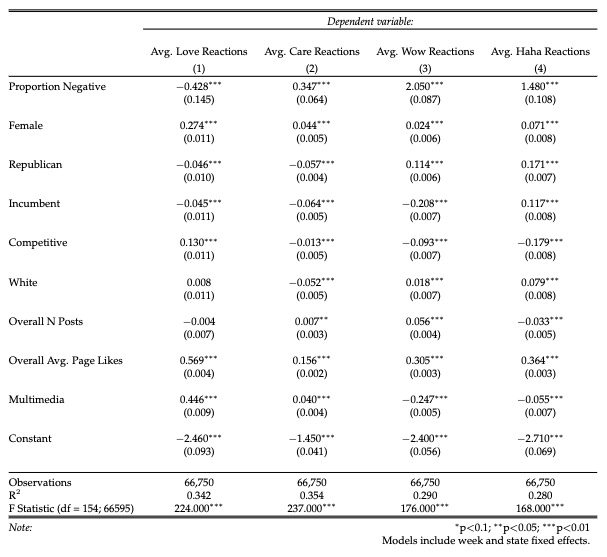 Dependent variable:
Avg. Love Reactions Avg. Care Reactions Avg. Wow Reactions Avg. Haha Reactions
(1) (2) (3) (4)
Proportion Negative −0.428*** 0.347*** 2.050*** 1.480***
(0.145) (0.064) (0.087) (0.108)
Female 0.274*** 0.044*** 0.024*** 0.071***
(0.011) (0.005) (0.006) (0.008)
Republican −0.046*** −0.057*** 0.114*** 0.171***
(0.010) (0.004) (0.006) (0.007)
Incumbent −0.045*** −0.064*** −0.208*** 0.117***
(0.011) (0.005) (0.007) (0.008)
Competitive 0.130*** −0.013*** −0.093*** −0.179***
(0.011) (0.005) (0.007) (0.008)
White 0.008 −0.052*** 0.018*** 0.079***
(0.011) (0.005) (0.007) (0.008)
Overall N Posts −0.004 0.007** 0.056*** −0.033***
(0.007) (0.003) (0.004) (0.005)
Overall Avg. Page Likes 0.569*** 0.156*** 0.305*** 0.364***
(0.004) (0.002) (0.003) (0.003)
Multimedia 0.446*** 0.040*** −0.247*** −0.055***
(0.009) (0.004) (0.005) (0.007)
Constant −2.460*** −1.450*** −2.400*** −2.710***
(0.093) (0.041) (0.056) (0.069)
Observations 66,750 66,750 66,750 66,750
R² 0.342 0.354 0.290 0.280
F Statistic (df = 154; 66595) 224.000*** 237.000*** 176.000*** 168.000***
Note: *p<0.1; **p<0.05; ***p<0.01
Models include week and state fixed effects.